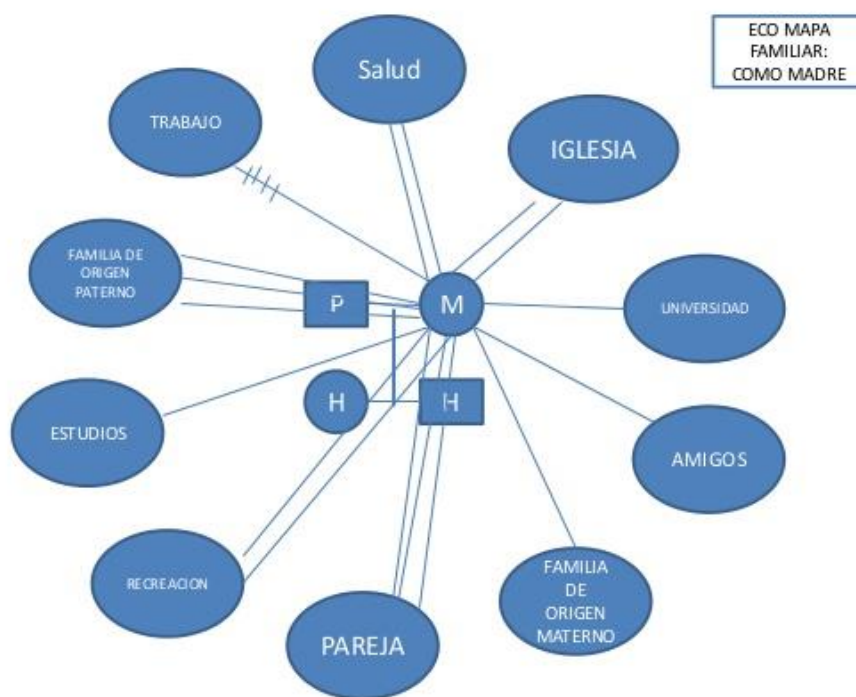 ECO MAPA
FAMILIAR:
COMO MADRE
Salud
TRABAJO
IGLESIA
FAMILIA DE
ORIGEN
PATERNO
P
M
UNIVERSIDAD
H
H
ESTUDIOS
AMIGOS
RECREACION
FAMILIA
DE
ORIGEN
MATERNO
PAREJA